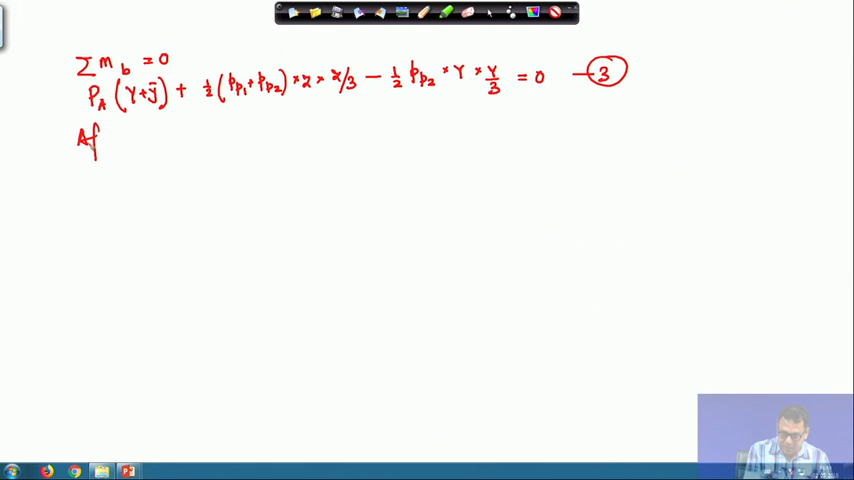 ∑ m_b = 0
P_A (Y + ȳ) + 1/2 (p_p1 + p_p2) × z × z/3 − 1/2 p_p2 × Y × Y/3 = 0 — 3
Af